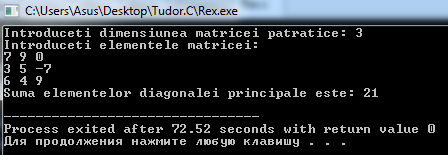 C:\Users\Asus\Desktop\Tudor.C\Rex.exe
Introduceti dimensiunea matricei patratice: 3
Introduceti elementele matricei:
7 9 0
3 5 -7
6 4 9
Suma elementelor diagonalei principale este: 21
--------------------------------
Process exited after 72.52 seconds with return value 0
Для продолжения нажмите любую клавишу . . .